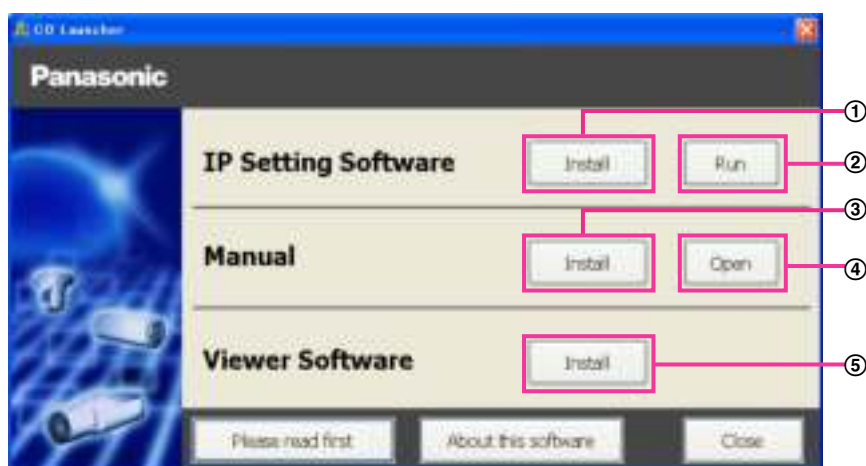 CD Launcher
Panasonic
①
IP Setting Software Install Run ②
③
Manual Install Open ④
Viewer Software Install ⑤
Please read first About this software Close